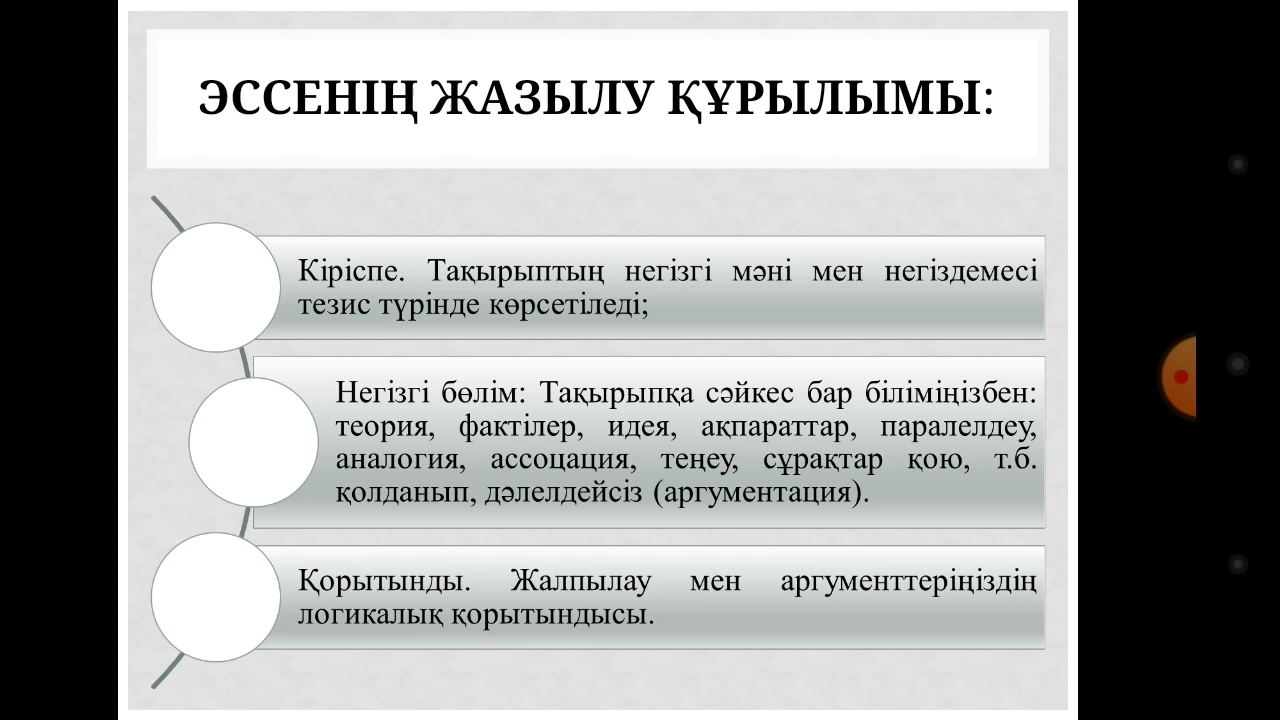 ЭССЕНІҢ ЖАЗЫЛУ ҚҰРЫЛЫМЫ:
Кіріспе. Тақырыптың негізгі мәні мен негіздемесі
тезис түрінде көрсетіледі;
Негізгі бөлім: Тақырыпқа сәйкес бар біліміңізбен:
теория, фактілер, идея, ақпараттар, паралелдеу,
аналогия, ассоцация, теңеу, сұрақтар қою, т.б.
қолданып, дәлелдейсіз (аргументация).
Қорытынды. Жалпылау мен аргументтеріңіздің
логикалық қорытындысы.